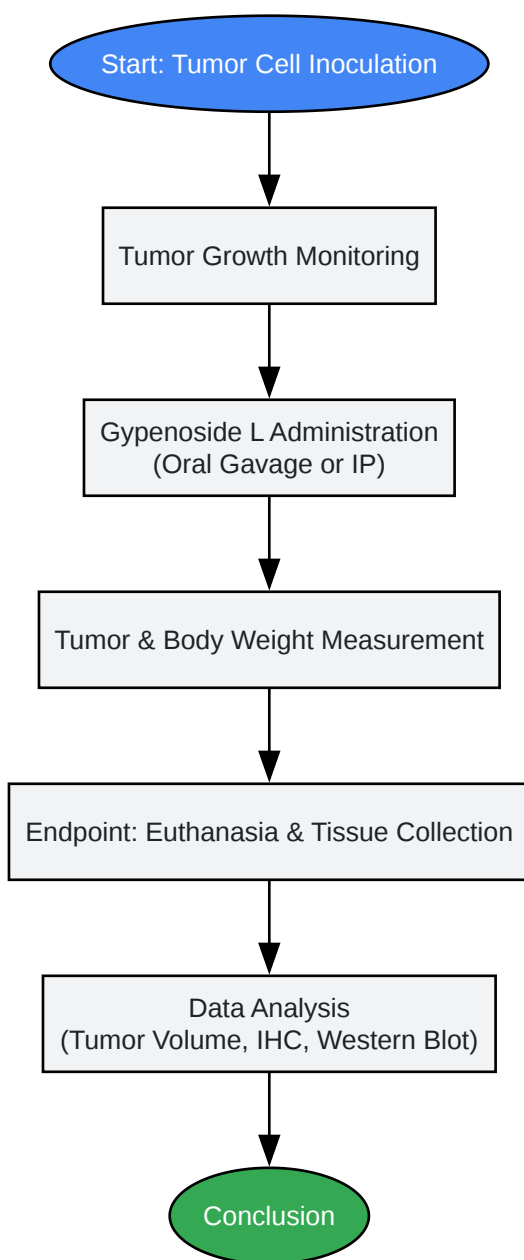 Start: Tumor Cell Inoculation
Tumor Growth Monitoring
Gypenoside L Administration
(Oral Gavage or IP)
Tumor & Body Weight Measurement
Endpoint: Euthanasia & Tissue Collection
Data Analysis
(Tumor Volume, IHC, Western Blot)
Conclusion